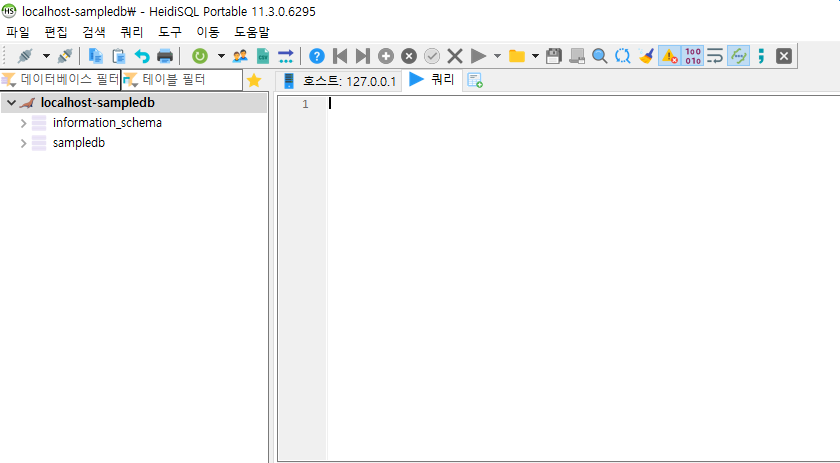 localhost-sampledb₩ - HeidiSQL Portable 11.3.0.6295
파일 편집 검색 쿼리 도구 이동 도움말
데이터베이스 필터 테이블 필터 호스트: 127.0.0.1 쿼리
localhost-sampledb 1
information_schema
sampledb